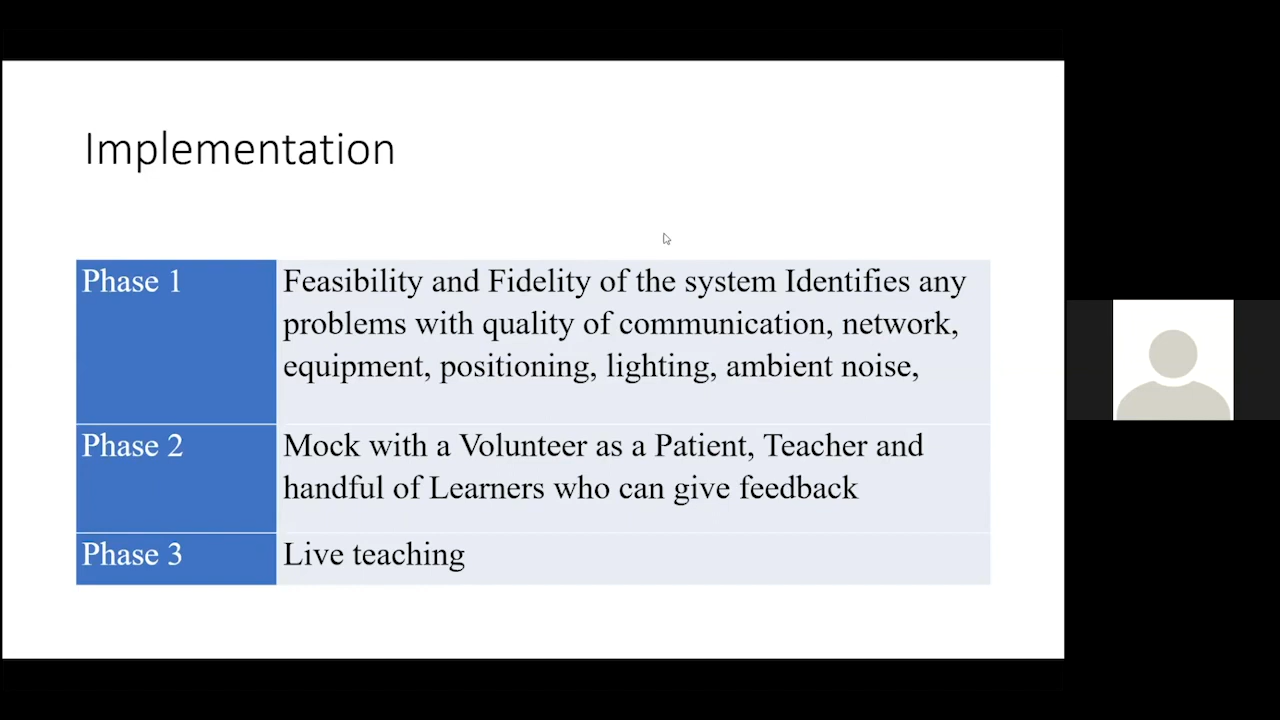 Implementation
Phase 1
Feasibility and Fidelity of the system Identifies any
problems with quality of communication, network,
equipment, positioning, lighting, ambient noise,
Phase 2
Mock with a Volunteer as a Patient, Teacher and
handful of Learners who can give feedback
Phase 3
Live teaching